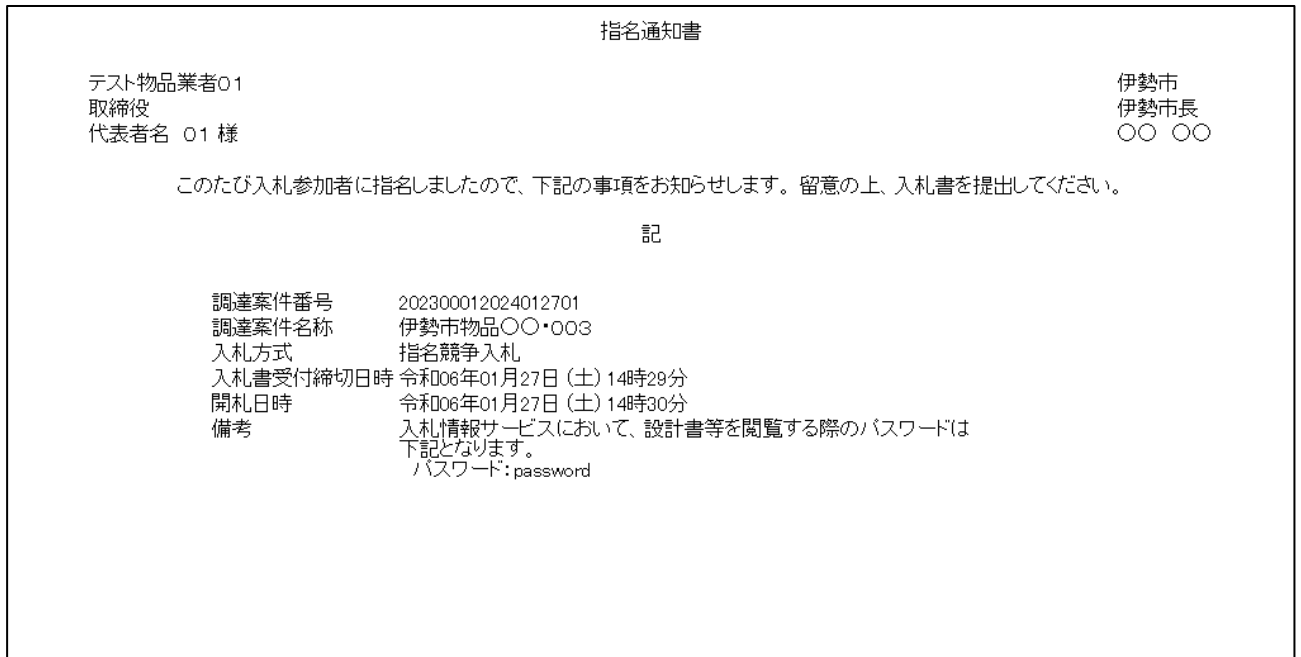 指名通知書
テスト物品業者01
伊勢市
取締役
伊勢市長
代表者名 01 様
〇〇 〇〇
このたび入札参加者に指名しましたので、下記の事項をお知らせします。留意の上、入札書を提出してください。
記
調達案件番号 202300012024012701
調達案件名称 伊勢市物品〇〇・003
入札方式 指名競争入札
入札書受付締切日時 令和06年01月27日(土)14時29分
開札日時 令和06年01月27日(土)14時30分
備考 入札情報サービスにおいて、設計書等を閲覧する際のパスワードは
下記となります。
パスワード:password